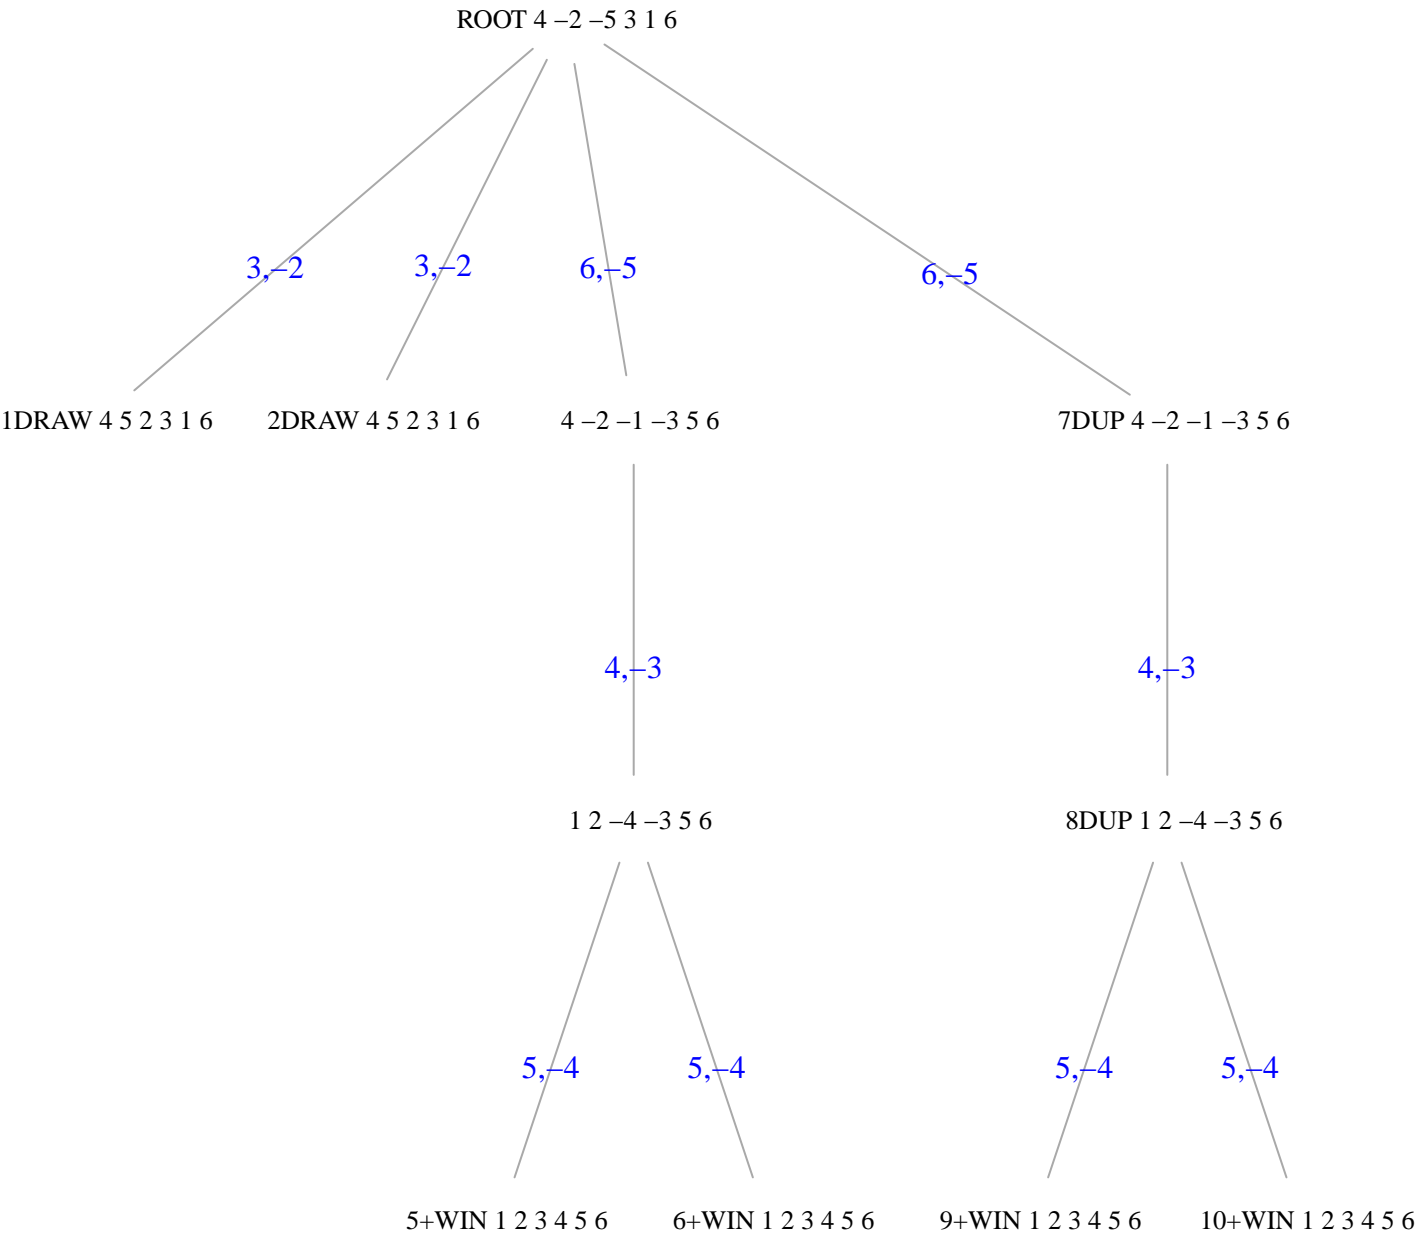 ROOT 4 –2 –5 3 1 6
3,–2
3,–2
6,–5
6,–5
1DRAW 4 5 2 3 1 6
2DRAW 4 5 2 3 1 6
4 –2 –1 –3 5 6
7DUP 4 –2 –1 –3 5 6
4,–3
4,–3
1 2 –4 –3 5 6
8DUP 1 2 –4 –3 5 6
5,–4
5,–4
5,–4
5,–4
5+WIN 1 2 3 4 5 6
6+WIN 1 2 3 4 5 6
9+WIN 1 2 3 4 5 6
10+WIN 1 2 3 4 5 6